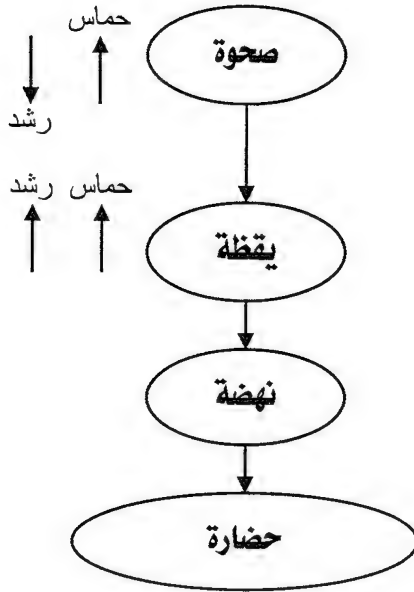 حماس
صحوة
رشد
حماس رشد
يقظة
نهضة
حضارة